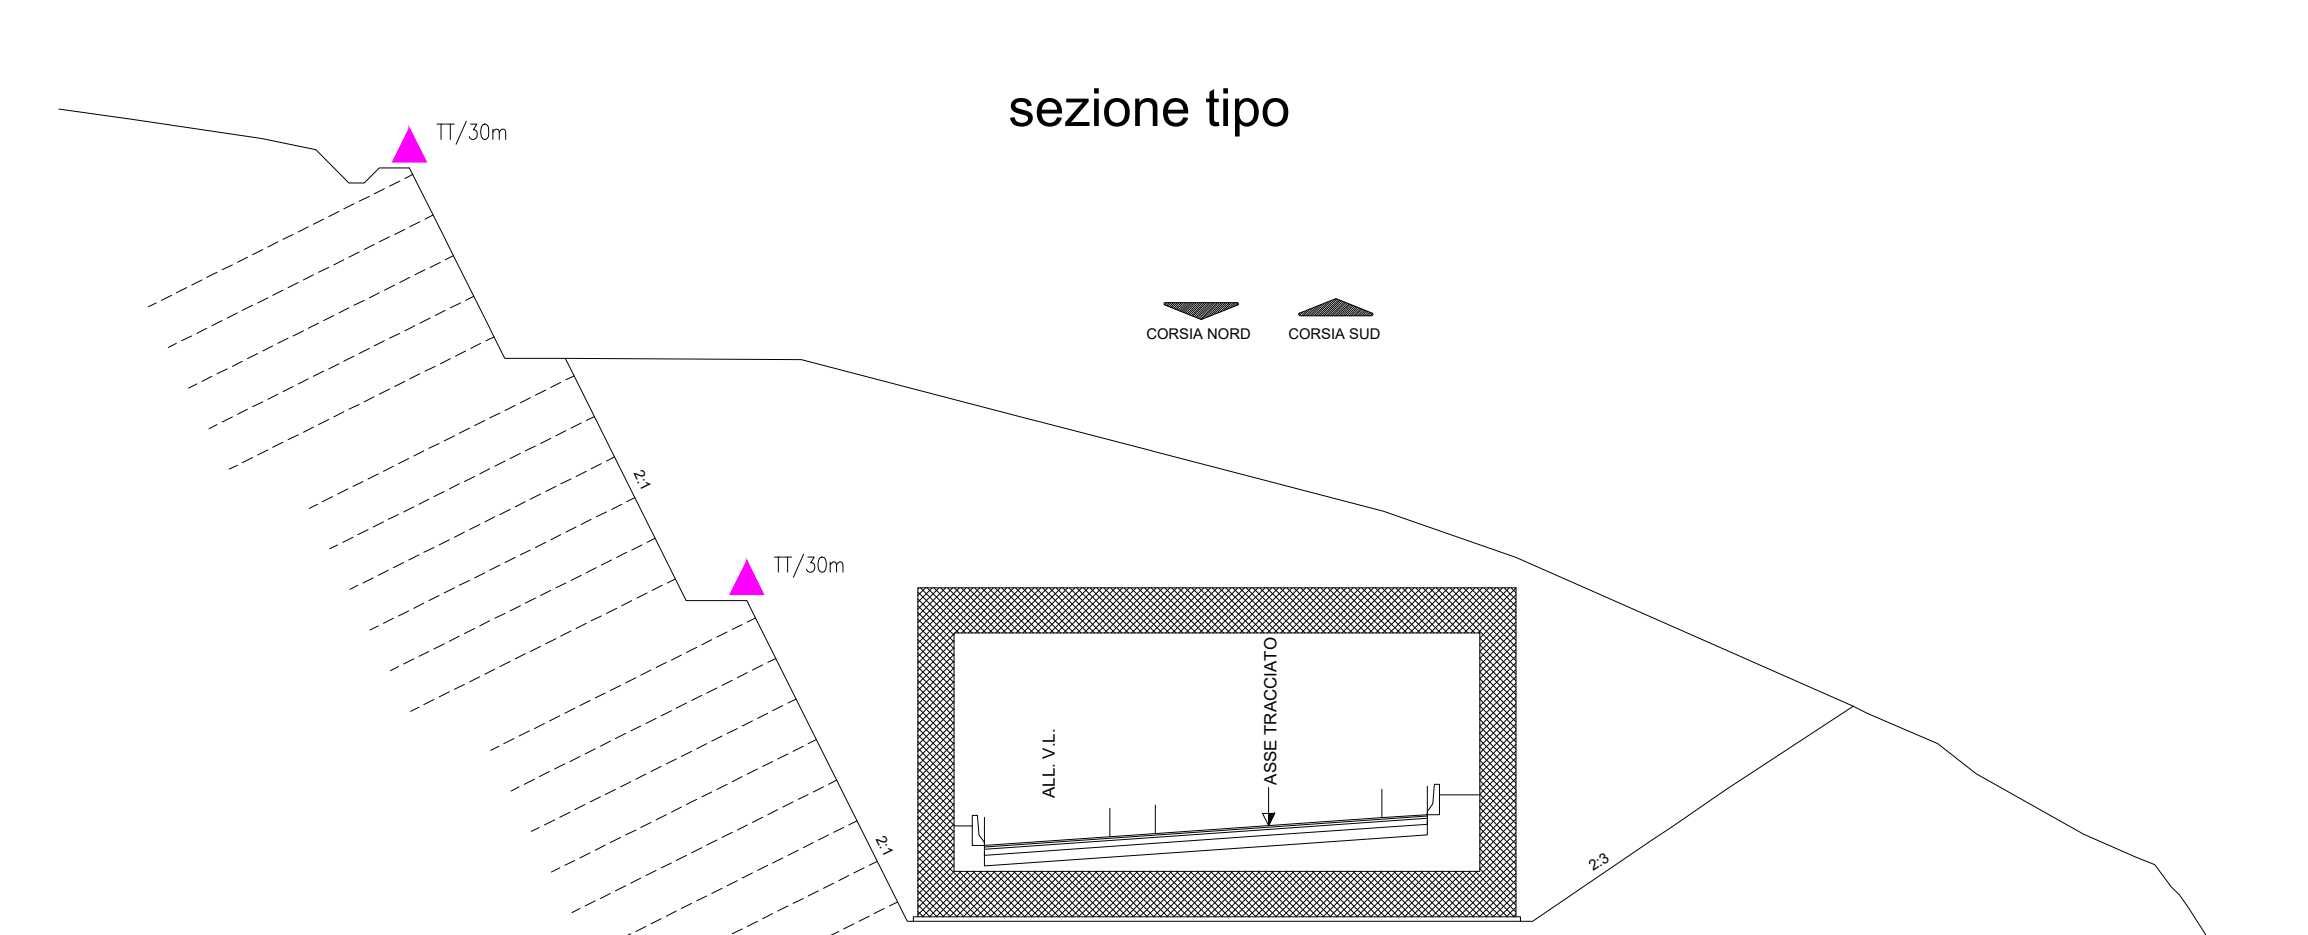 sezione tipo
TT/30m
CORSIA NORD
CORSIA SUD
2:1
TT/30m
ASSE TRACCIATO
ALL. V.L.
2:1
2:3